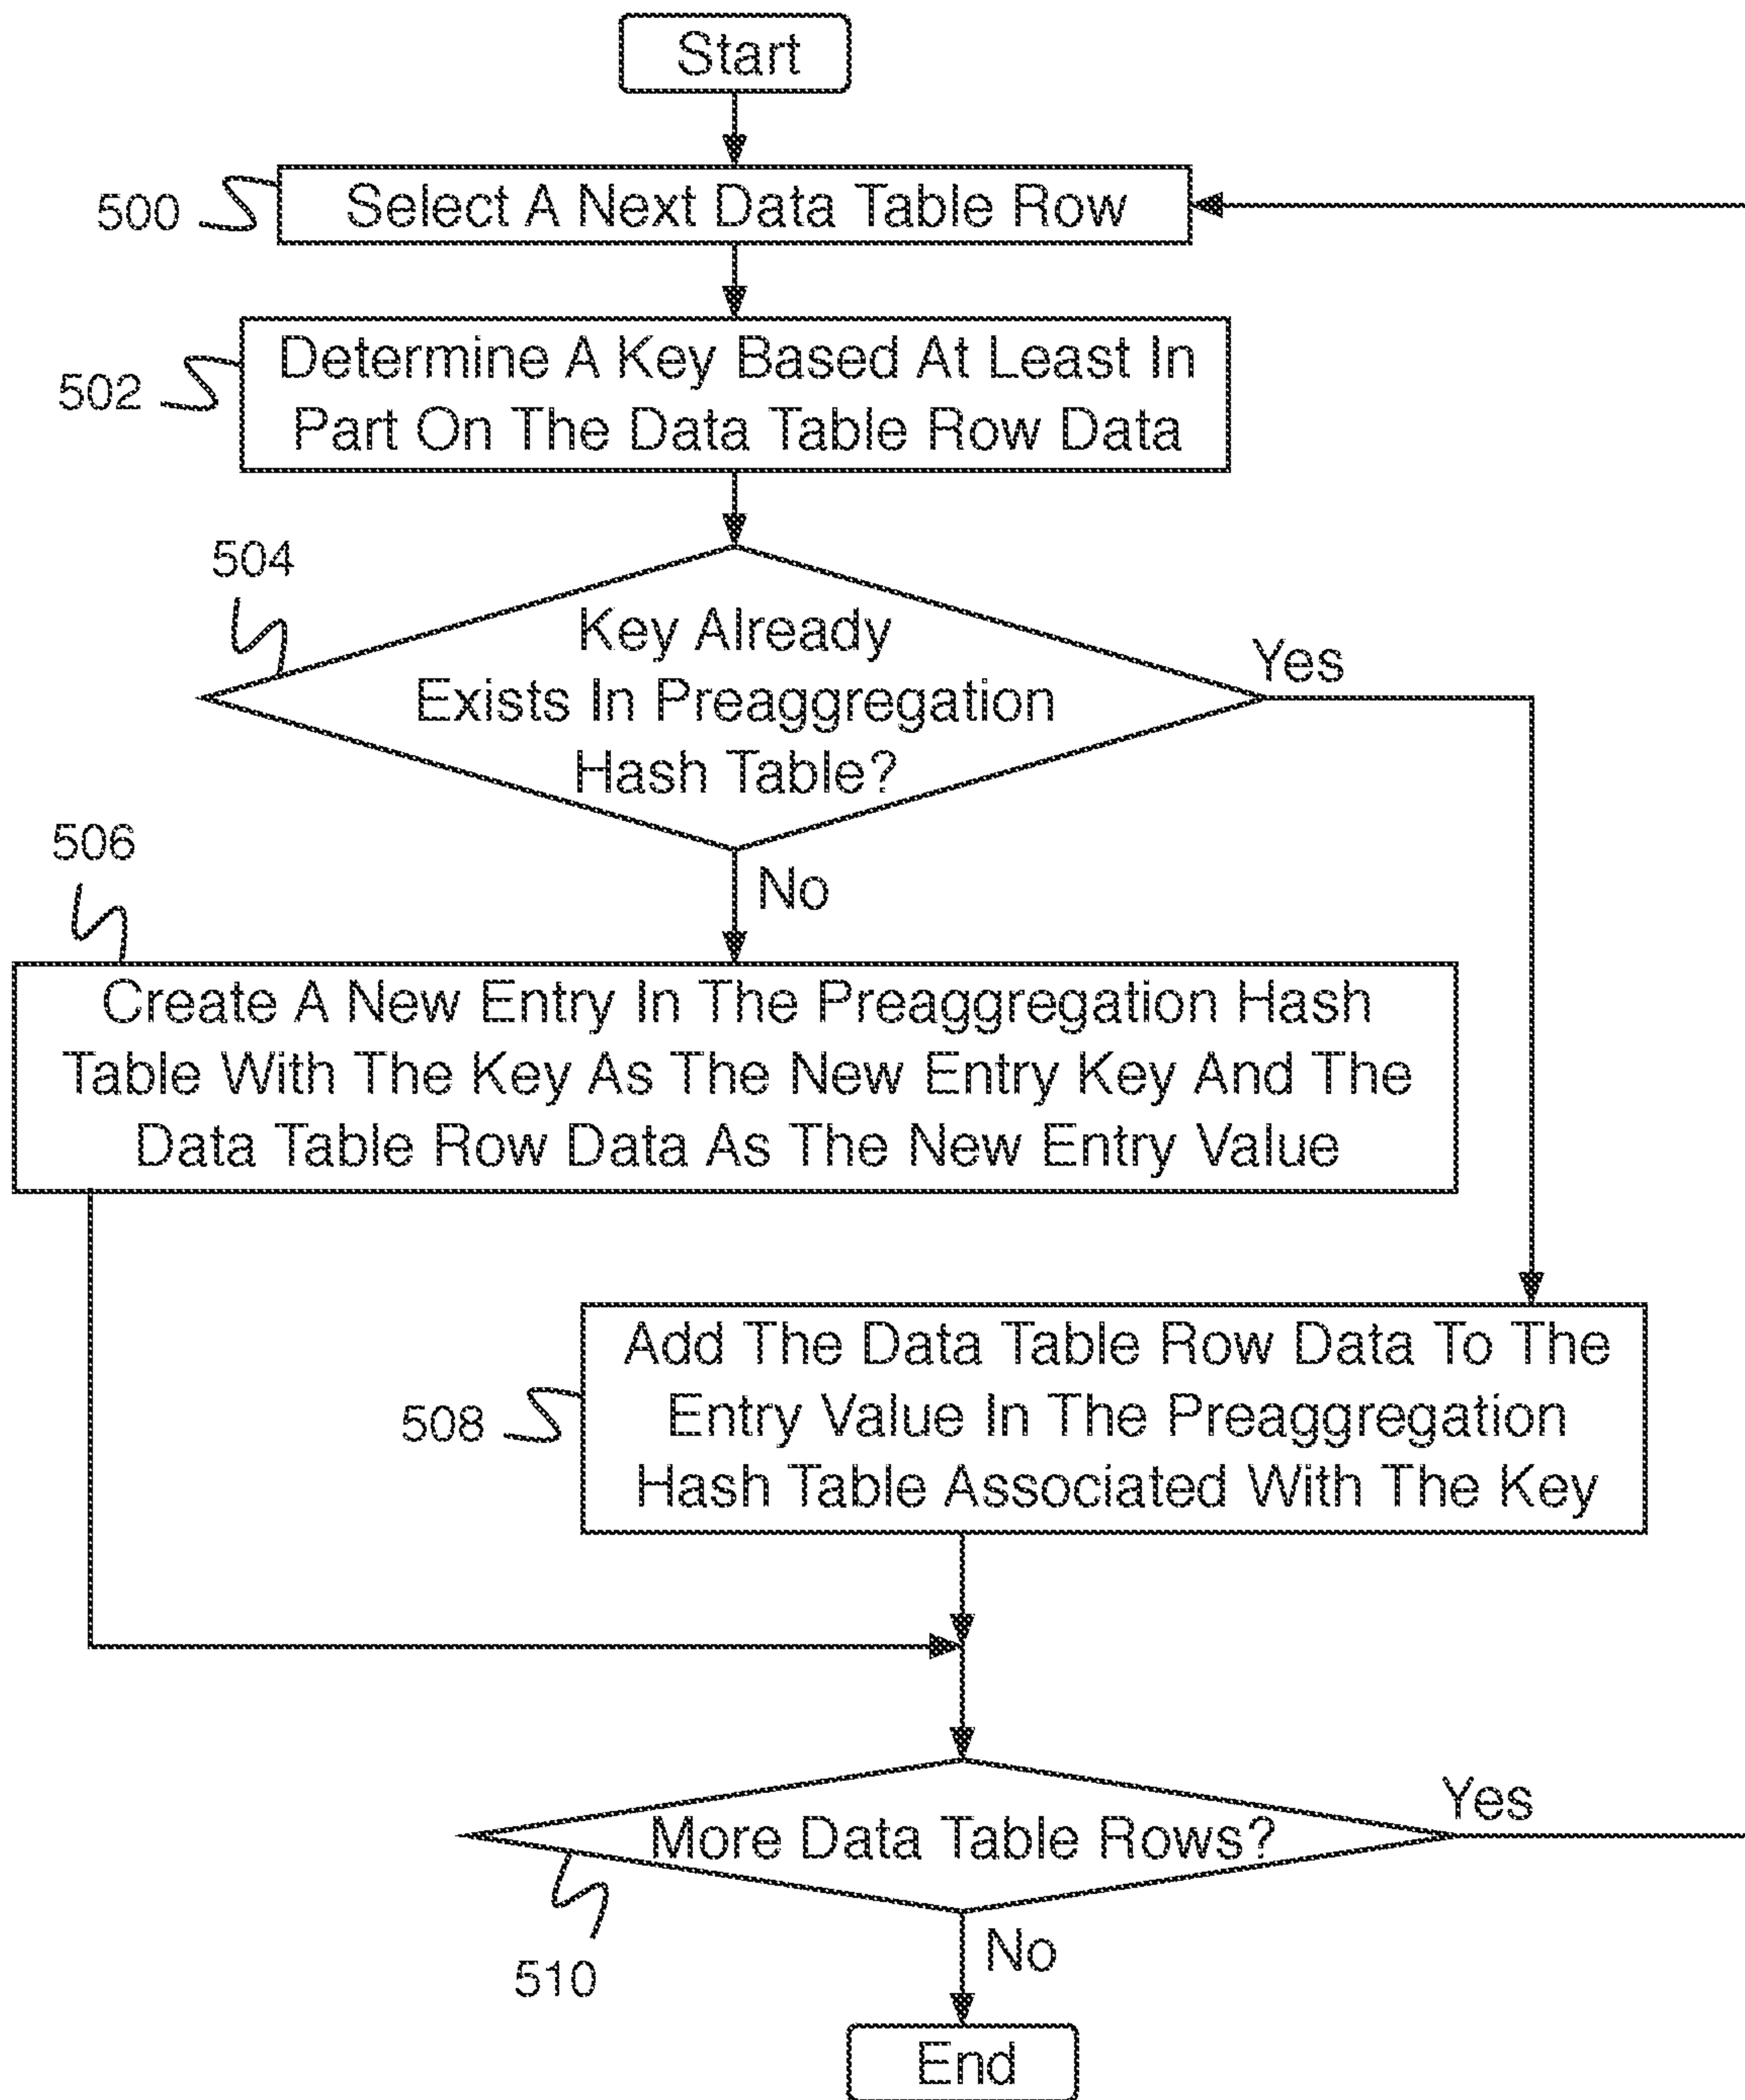 Start
500
Select A Next Data Table Row
502
Determine A Key Based At Least In
Part On The Data Table Row Data
504
Key Already
Exists In Preaggregation
Hash Table?
Yes
No
506
Create A New Entry In The Preaggregation Hash
Table With The Key As The New Entry Key And The
Data Table Row Data As The New Entry Value
508
Add The Data Table Row Data To The
Entry Value In The Preaggregation
Hash Table Associated With The Key
More Data Table Rows?
Yes
510
No
End